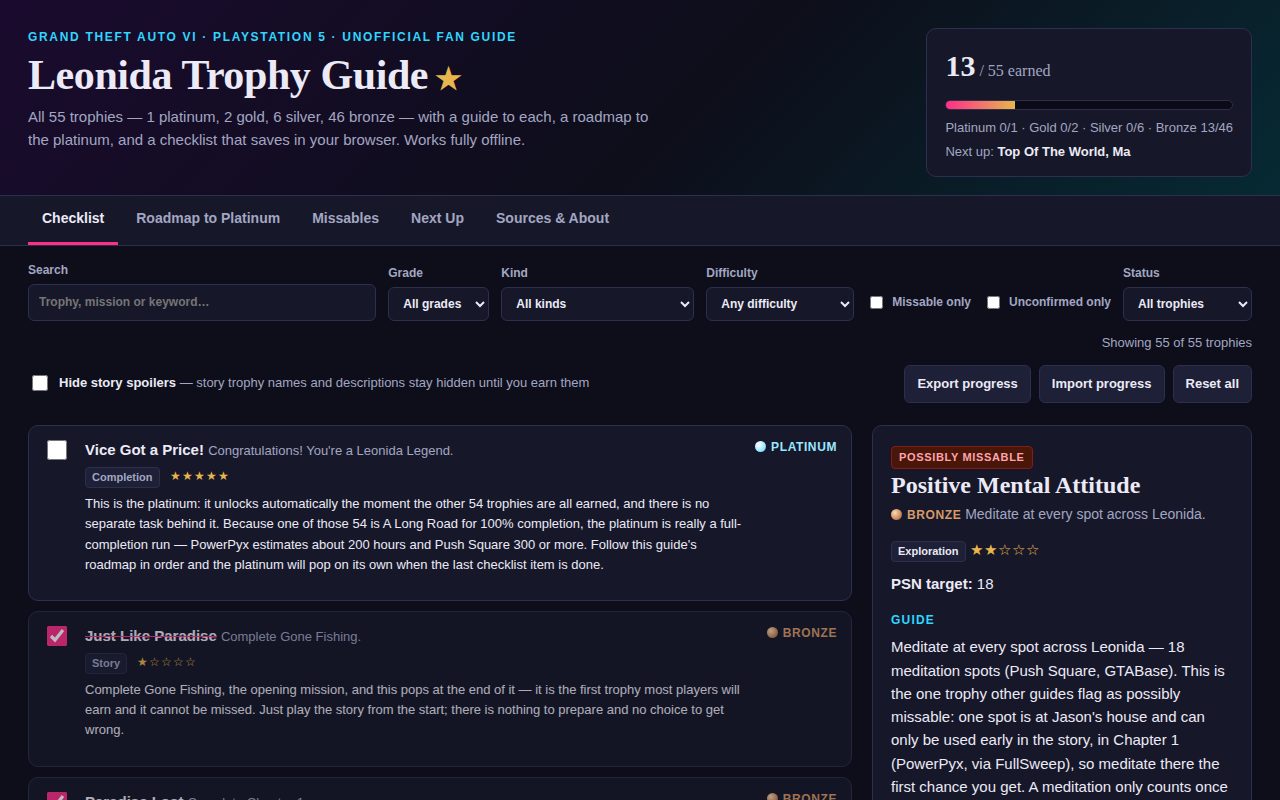 GRAND THEFT AUTO VI · PLAYSTATION 5 · UNOFFICIAL FAN GUIDE
Leonida Trophy Guide ★
All 55 trophies — 1 platinum, 2 gold, 6 silver, 46 bronze — with a guide to each, a roadmap to
the platinum, and a checklist that saves in your browser. Works fully offline.
13 / 55 earned
Platinum 0/1 · Gold 0/2 · Silver 0/6 · Bronze 13/46
Next up: Top Of The World, Ma
Checklist
Roadmap to Platinum
Missables
Next Up
Sources & About
Search
Trophy, mission or keyword…
Grade
All grades
Kind
All kinds
Difficulty
Any difficulty
Missable only
Unconfirmed only
Status
All trophies
Showing 55 of 55 trophies
Hide story spoilers — story trophy names and descriptions stay hidden until you earn them
Export progress
Import progress
Reset all
Vice Got a Price! Congratulations! You're a Leonida Legend.
PLATINUM
Completion ★★★★★
This is the platinum: it unlocks automatically the moment the other 54 trophies are all earned, and there is no
separate task behind it. Because one of those 54 is A Long Road for 100% completion, the platinum is really a full-
completion run — PowerPyx estimates about 200 hours and Push Square 300 or more. Follow this guide's
roadmap in order and the platinum will pop on its own when the last checklist item is done.
Just Like Paradise Complete Gone Fishing.
BRONZE
Story ★☆☆☆☆
Complete Gone Fishing, the opening mission, and this pops at the end of it — it is the first trophy most players will
earn and it cannot be missed. Just play the story from the start; there is nothing to prepare and no choice to get
wrong.
Paradise Lost Complete Chapter 1.
BRONZE
POSSIBLY MISSABLE
Positive Mental Attitude
BRONZE Meditate at every spot across Leonida.
Exploration ★★☆☆☆
PSN target: 18
GUIDE
Meditate at every spot across Leonida — 18
meditation spots (Push Square, GTABase). This is
the one trophy other guides flag as possibly
missable: one spot is at Jason's house and can
only be used early in the story, in Chapter 1
(PowerPyx, via FullSweep), so meditate there the
first chance you get. A meditation only counts once